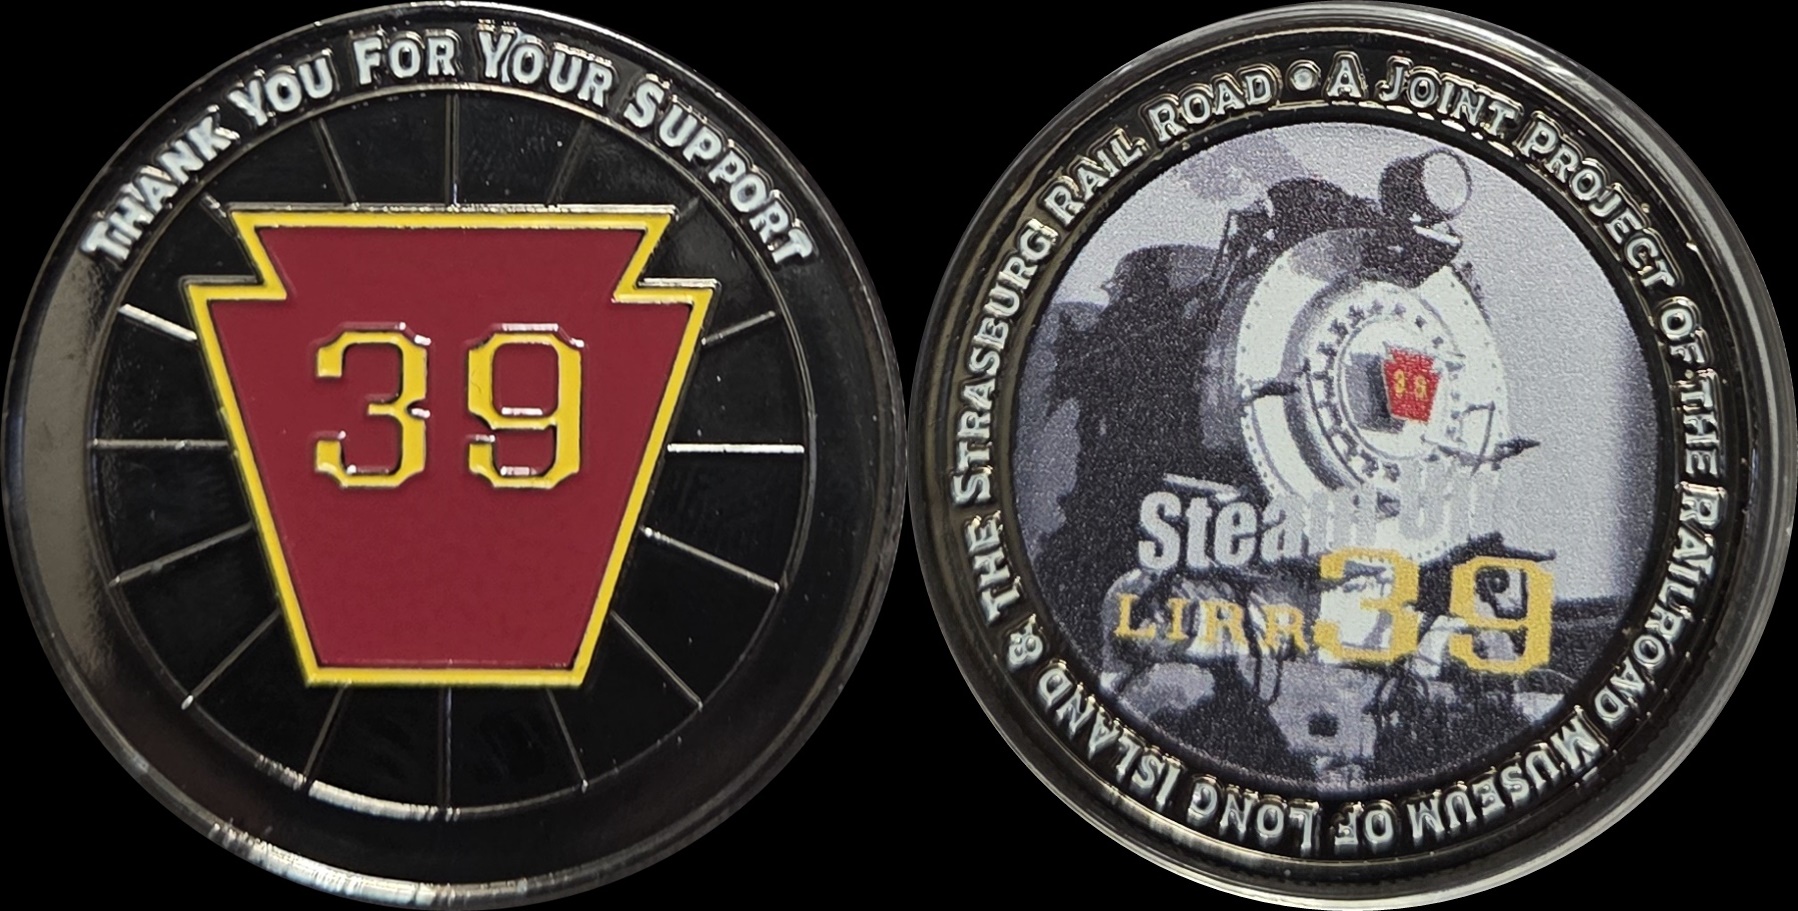 THANK YOU FOR YOUR SUPPORT
39
A JOINT PROJECT OF THE RAILROAD MUSEUM OF LONG ISLAND & THE STRASBURG RAIL ROAD •
39
LIRR 39